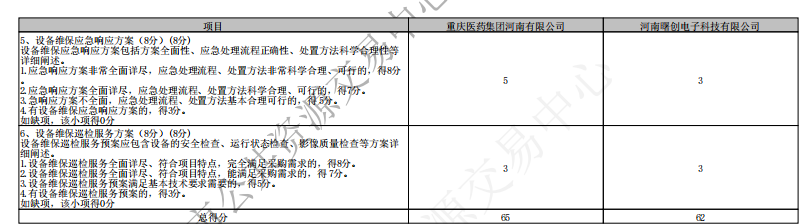 项目 重庆医药集团河南有限公司 河南曙创电子科技有限公司
5、设备维保应急响应方案（8分）(8分)
设备维保应急响应方案包括方案全面性、应急处理流程正确性、处置方法科学合理性等
详细阐述。
1.应急响应方案非常全面详尽，应急处理流程、处置方法非常科学合理、可行的，得8分
。
2.应急响应方案全面详尽，应急处理流程、处置方法科学合理、可行的，得7分。
3.急响应方案不全面，应急处理流程、处置方法基本合理可行的，得5分。
4.有设备维保应急响应方案的，得3分。
如缺项，该小项得0分
5 3
6、设备维保巡检服务方案（8分）(8分)
设备维保巡检服务预案应包含设备的安全检查、运行状态检查、影像质量检查等方案详
细阐述。
1.设备维保巡检服务全面详尽、符合项目特点，完全满足采购需求的，得8分。
2.设备维保巡检服务全面详尽、符合项目特点，能满足采购需求的，得7分。
3.设备维保巡检服务预案满足基本技术要求需要的，得5分。
4.有设备维保巡检服务预案的，得3分。
如缺项，该小项得0分
3 3
总得分 65 62
市公共资源交易中心
源交易中心